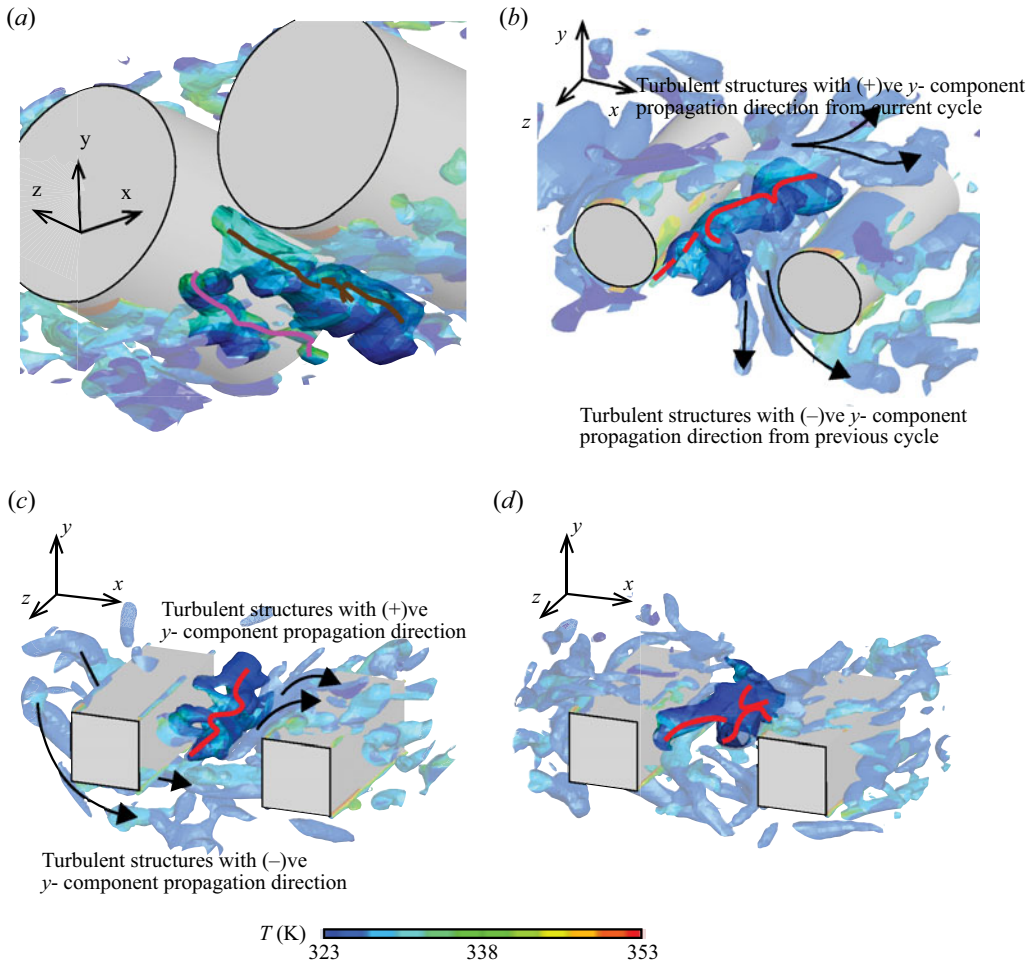 (a)
y
z
x
(b)
y
x
z
Turbulent structures with (+)ve y- component
propagation direction from current cycle
Turbulent structures with (–)ve y- component
propagation direction from previous cycle
(c)
y
x
z
Turbulent structures with (+)ve
y- component propagation direction
Turbulent structures with (–)ve
y- component propagation direction
(d)
y
x
z
T (K)
323
338
353